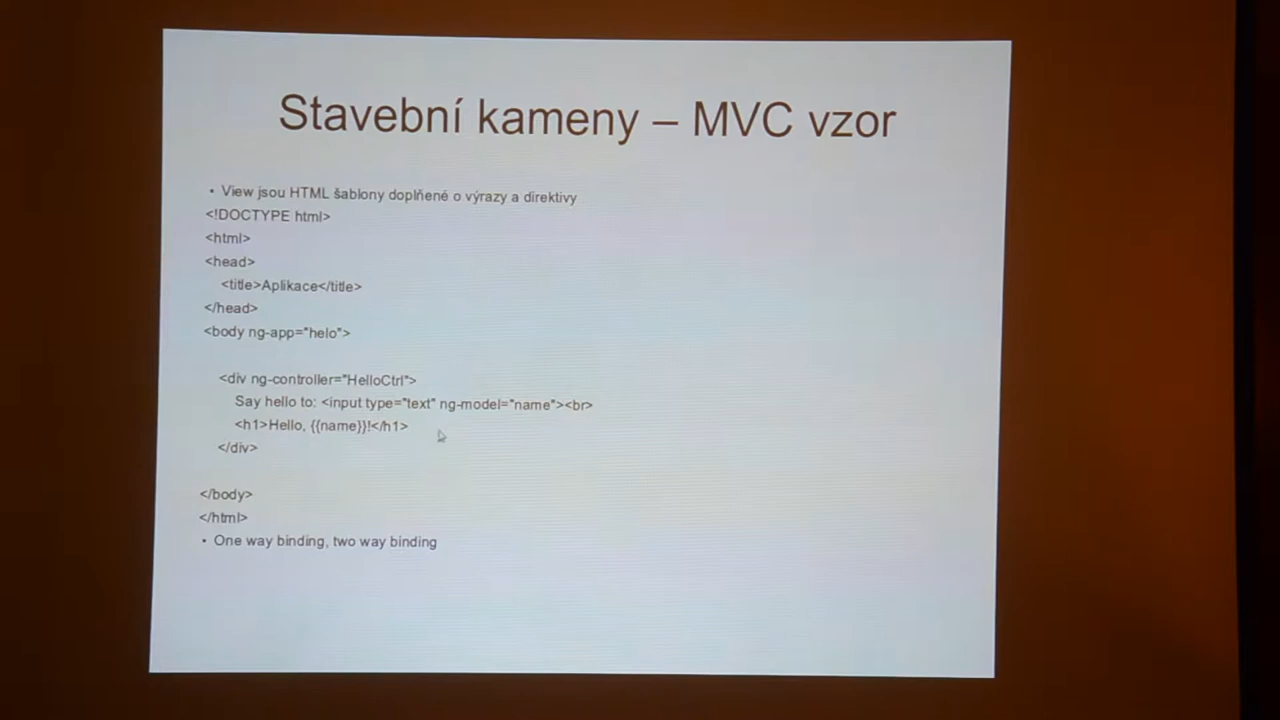 Stavební kameny – MVC vzor
• View jsou HTML šablony doplňené o výrazy a direktivy
<!DOCTYPE html>
<html>
<head>
<title>Aplikace</title>
</head>
<body ng-app="helo">
<div ng-controller="HelloCtrl">
Say hello to: <input type="text" ng-model="name"><br>
<h1>Hello, {{name}}!</h1>
</div>
</body>
</html>
• One way binding, two way binding